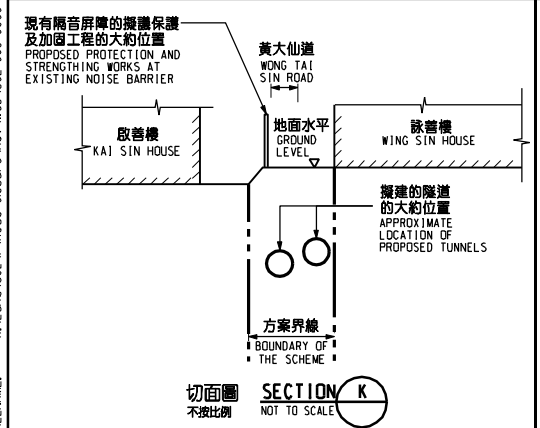 現有隔音屏障的擬議保護
及加固工程的大約位置
PROPOSED PROTECTION AND
STRENGTHING WORKS AT
EXISTING NOISE BARRIER
黃大仙道
WONG TAI
SIN ROAD
啟善樓
KAI SIN HOUSE
地面水平
GROUND
LEVEL
詠善樓
WING SIN HOUSE
擬建的隧道
的大約位置
APPROXIMATE
LOCATION OF
PROPOSED TUNNELS
方案界線
BOUNDARY OF
THE SCHEME
切面圖 SECTION K
不按比例 NOT TO SCALE